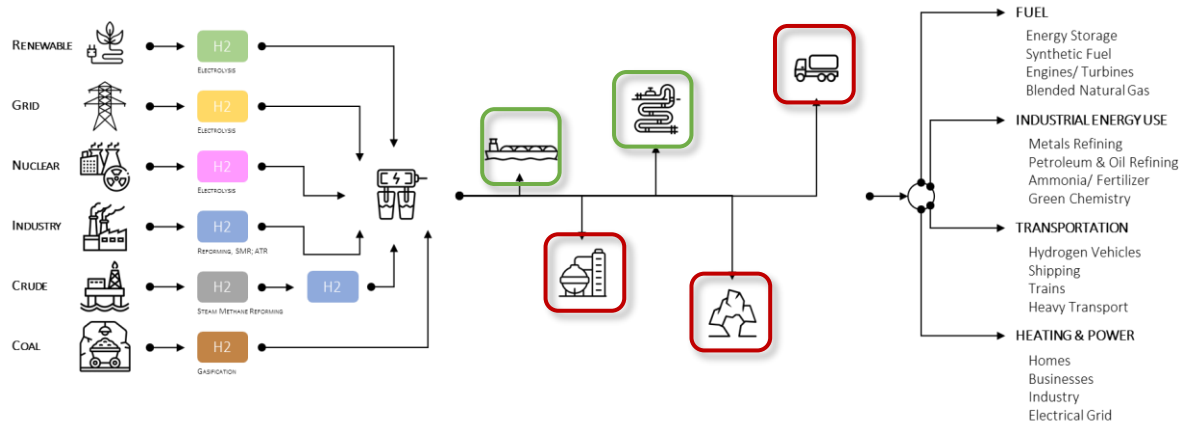 RENEWABLE
H2
ELECTROLYSIS
GRID
H2
ELECTROLYSIS
NUCLEAR
H2
ELECTROLYSIS
INDUSTRY
H2
REFORMING, SMR; ATR
CRUDE
H2
H2
STEAM METHANE REFORMING
COAL
H2
GASIFICATION
FUEL
Energy Storage
Synthetic Fuel
Engines/ Turbines
Blended Natural Gas
INDUSTRIAL ENERGY USE
Metals Refining
Petroleum & Oil Refining
Ammonia/ Fertilizer
Green Chemistry
TRANSPORTATION
Hydrogen Vehicles
Shipping
Trains
Heavy Transport
HEATING & POWER
Homes
Businesses
Industry
Electrical Grid